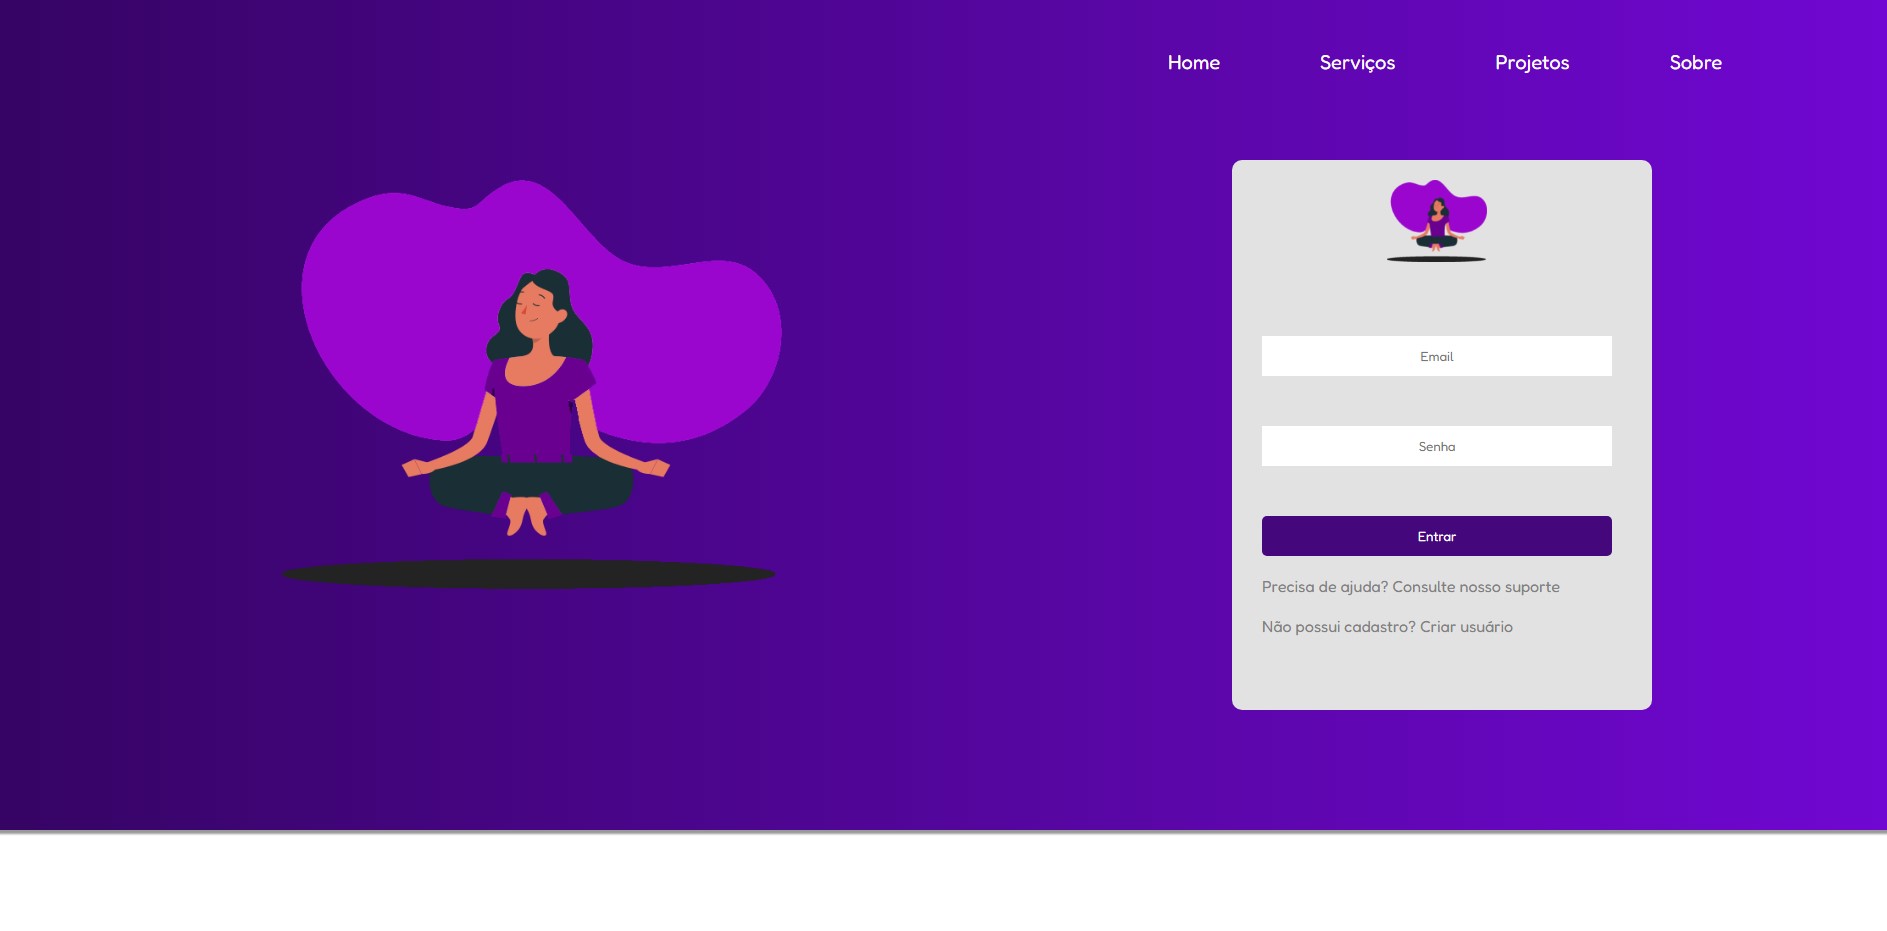 Home Serviços Projetos Sobre
Email
Senha
Entrar
Precisa de ajuda? Consulte nosso suporte
Não possui cadastro? Criar usuário